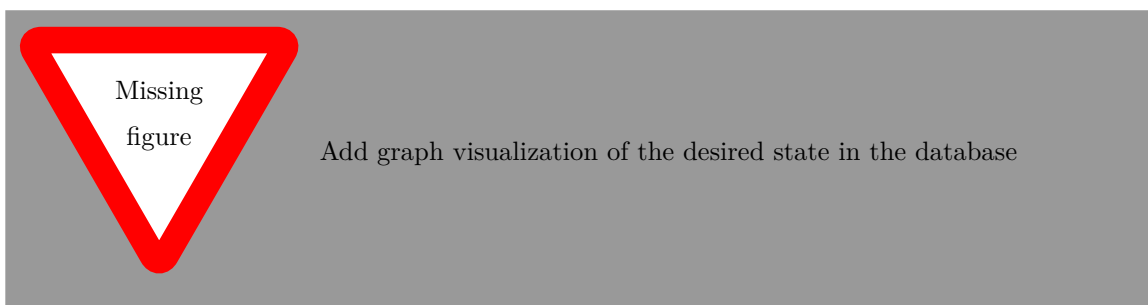 Missing
figure
Add graph visualization of the desired state in the database